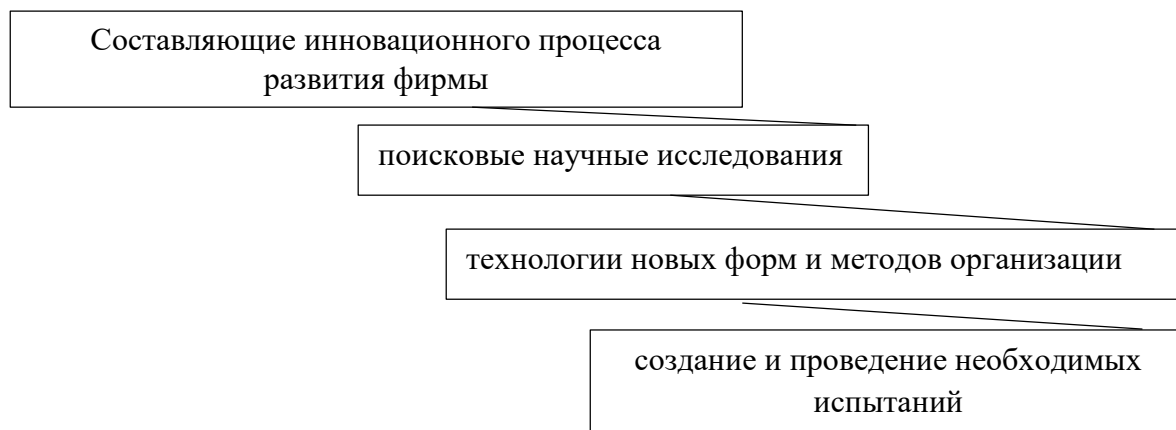 Составляющие инновационного процесса
развития фирмы
поисковые научные исследования
технологии новых форм и методов организации
создание и проведение необходимых
испытаний